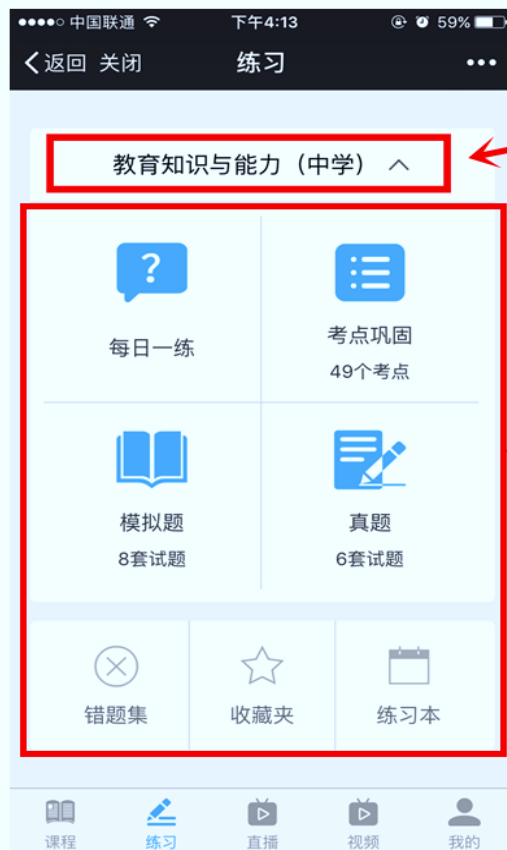 中国联通 下午4:13 59%
返回 关闭 练习
教育知识与能力（中学）
?
每日一练
考点巩固
49个考点
模拟题
8套试题
真题
6套试题
错题集 收藏夹 练习本
课程 练习 直播 视频 我的